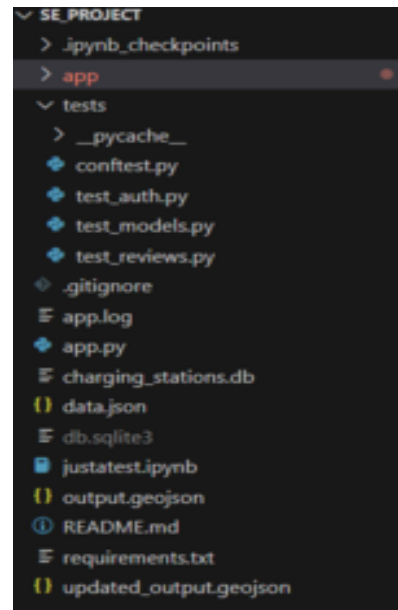 SE_PROJECT
.ipynb_checkpoints
app
tests
__pycache__
conftest.py
test_auth.py
test_models.py
test_reviews.py
.gitignore
app.log
app.py
charging_stations.db
data.json
db.sqlite3
justatest.ipynb
output.geojson
README.md
requirements.txt
updated_output.geojson